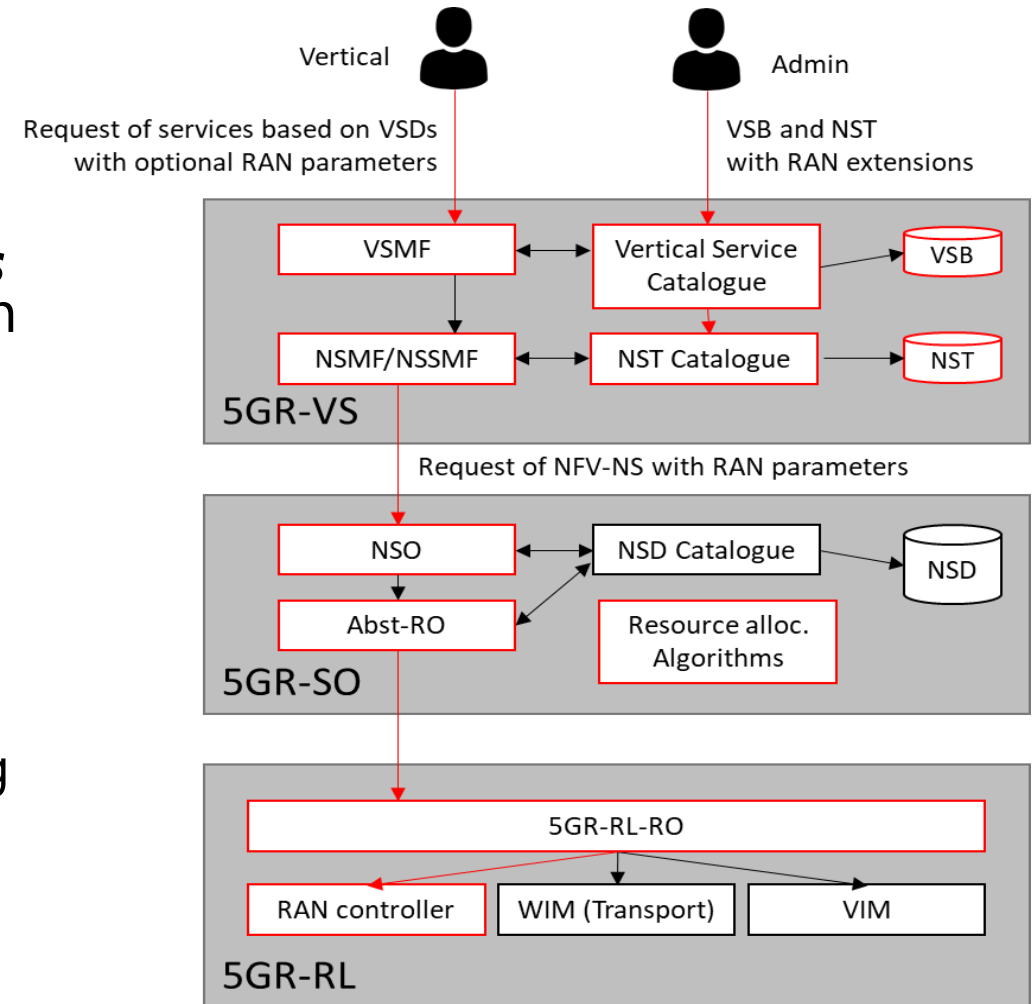 Vertical
Admin
Request of services based on VSDs
with optional RAN parameters
VSB and NST
with RAN extensions
s
n
VSMF
Vertical Service
Catalogue
VSB
NSMF/NSSMF
NST Catalogue
NST
5GR-VS
Request of NFV-NS with RAN parameters
NSO
NSD Catalogue
NSD
Abst-RO
Resource alloc.
Algorithms
5GR-SO
g
5GR-RL-RO
RAN controller
WIM (Transport)
VIM
5GR-RL